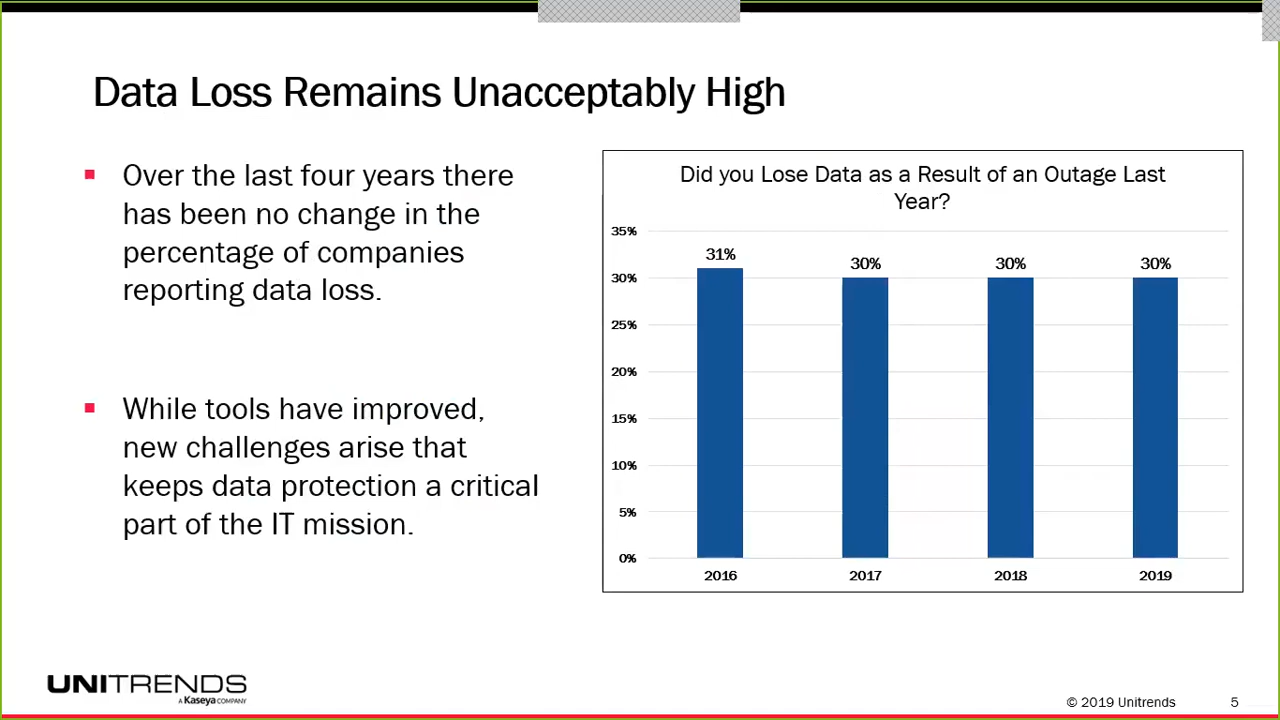 Data Loss Remains Unacceptably High
Over the last four years there
has been no change in the
percentage of companies
reporting data loss.
While tools have improved,
new challenges arise that
keeps data protection a critical
part of the IT mission.
Did you Lose Data as a Result of an Outage Last
Year?
35%
30%
25%
20%
15%
10%
5%
0%
31%
30%
30%
30%
2016 2017 2018 2019
UNITRENDS
A Kaseya COMPANY
© 2019 Unitrends 5